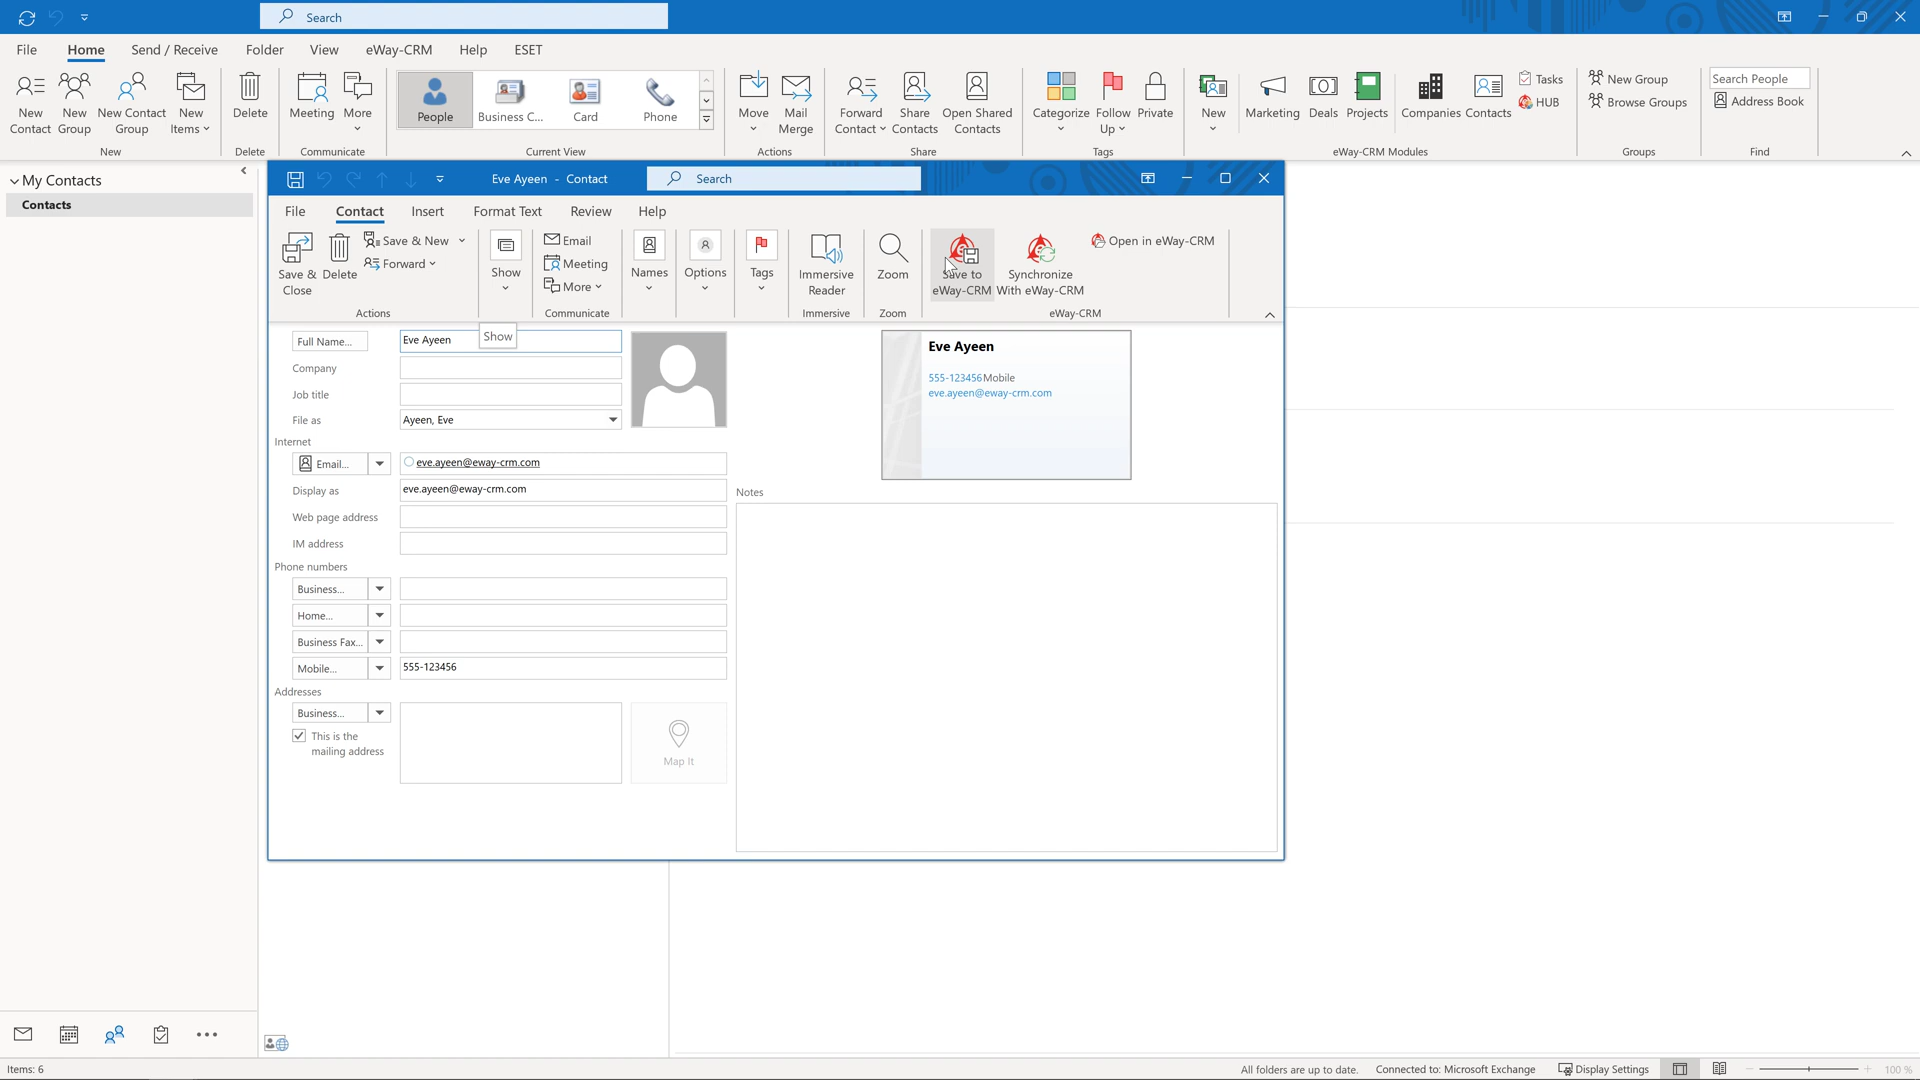 Search
File Home Send / Receive Folder View eWay-CRM Help ESET
New Contact
New Group
New Contact Group
New Items
New
Delete
Delete
Meeting
More
Communicate
People
Business C...
Card
Phone
Current View
Move
Mail Merge
Actions
Forward Contact
Share Contacts
Open Shared Contacts
Share
Categorize
Follow Up
Private
Tags
New
Marketing
Deals
Projects
Companies
Contacts
Tasks
HUB
eWay-CRM Modules
New Group
Browse Groups
Groups
Search People
Address Book
Find
My Contacts
Contacts
Eve Ayeen - Contact
Search
File Contact Insert Format Text Review Help
Save & Close
Delete
Save & New
Forward
Actions
Show
Email
Meeting
More
Communicate
Names
Options
Tags
Immersive Reader
Immersive
Zoom
Zoom
Save to eWay-CRM
Synchronize With eWay-CRM
Open in eWay-CRM
eWay-CRM
Show
Full Name... Eve Ayeen
Company
Job title
File as Ayeen, Eve
Internet
Email... eve.ayeen@eway-crm.com
Display as eve.ayeen@eway-crm.com
Web page address
IM address
Phone numbers
Business...
Home...
Business Fax...
Mobile... 555-123456
Addresses
Business...
This is the
mailing address
Map It
Eve Ayeen
555-123456 Mobile
eve.ayeen@eway-crm.com
Notes
Items: 6
All folders are up to date. Connected to: Microsoft Exchange Display Settings 100 %